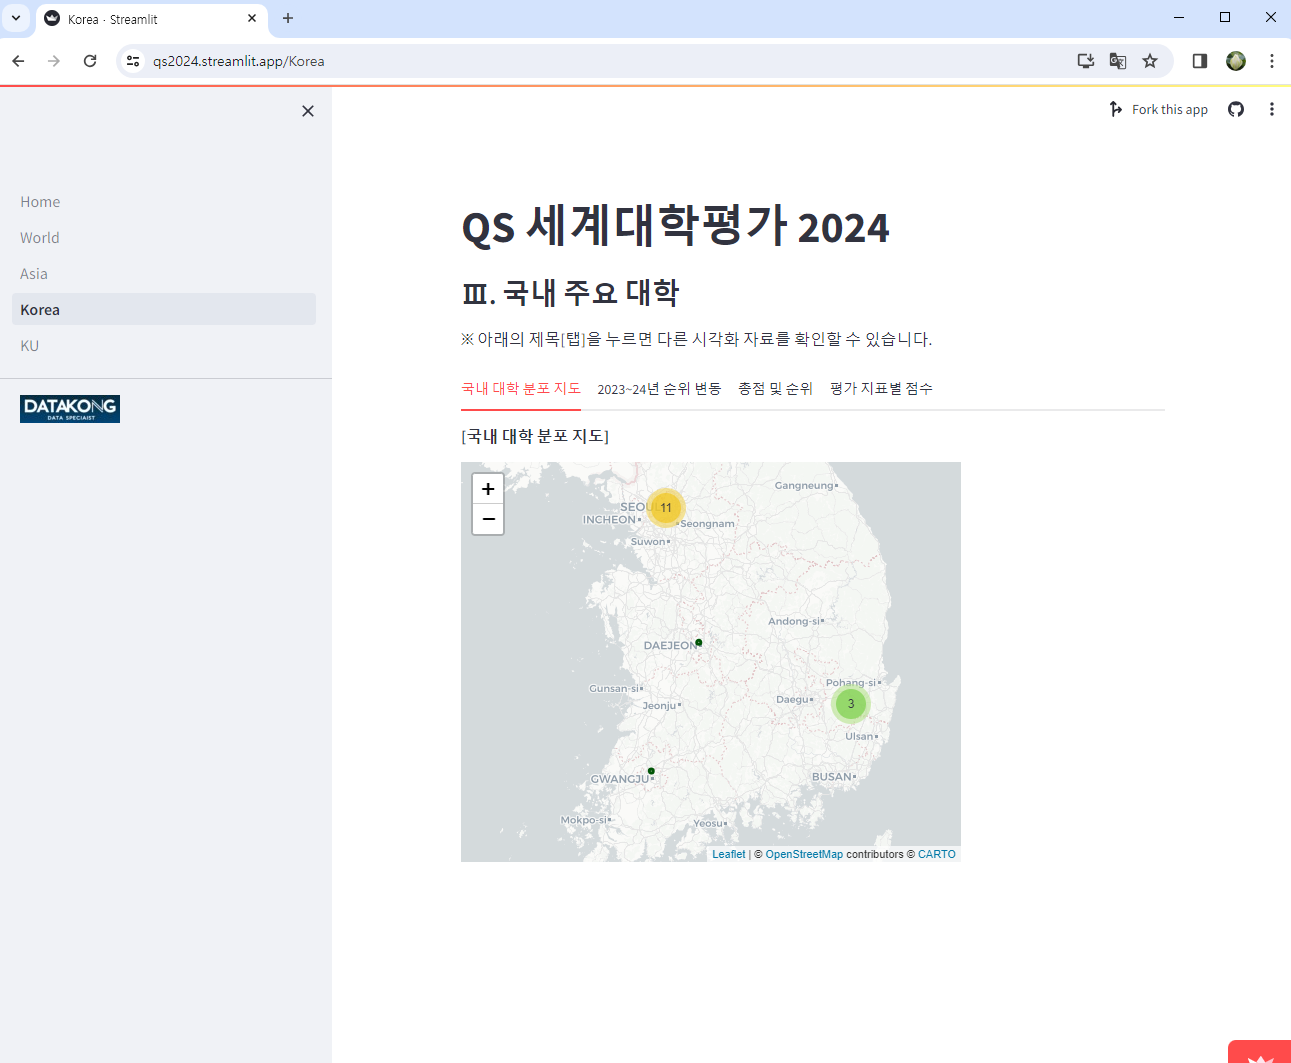 Korea · Streamlit
qs2024.streamlit.app/Korea
Fork this app
Home
World
Asia
Korea
KU
DATAKONG
DATA SPECIAIST
QS 세계대학평가 2024
Ⅲ. 국내 주요 대학
※ 아래의 제목[탭]을 누르면 다른 시각화 자료를 확인할 수 있습니다.
국내 대학 분포 지도 2023~24년 순위 변동 총점 및 순위 평가 지표별 점수
[국내 대학 분포 지도]
+
−
Gangneung
SEOUL
11
INCHEON
Seongnam
Suwon
Andong-si
DAEJEON
Pohang-si
Gunsan-si
Daegu
3
Jeonju
Ulsan
GWANGJU
BUSAN
Mokpo-si
Yeosu
Leaflet | © OpenStreetMap contributors © CARTO